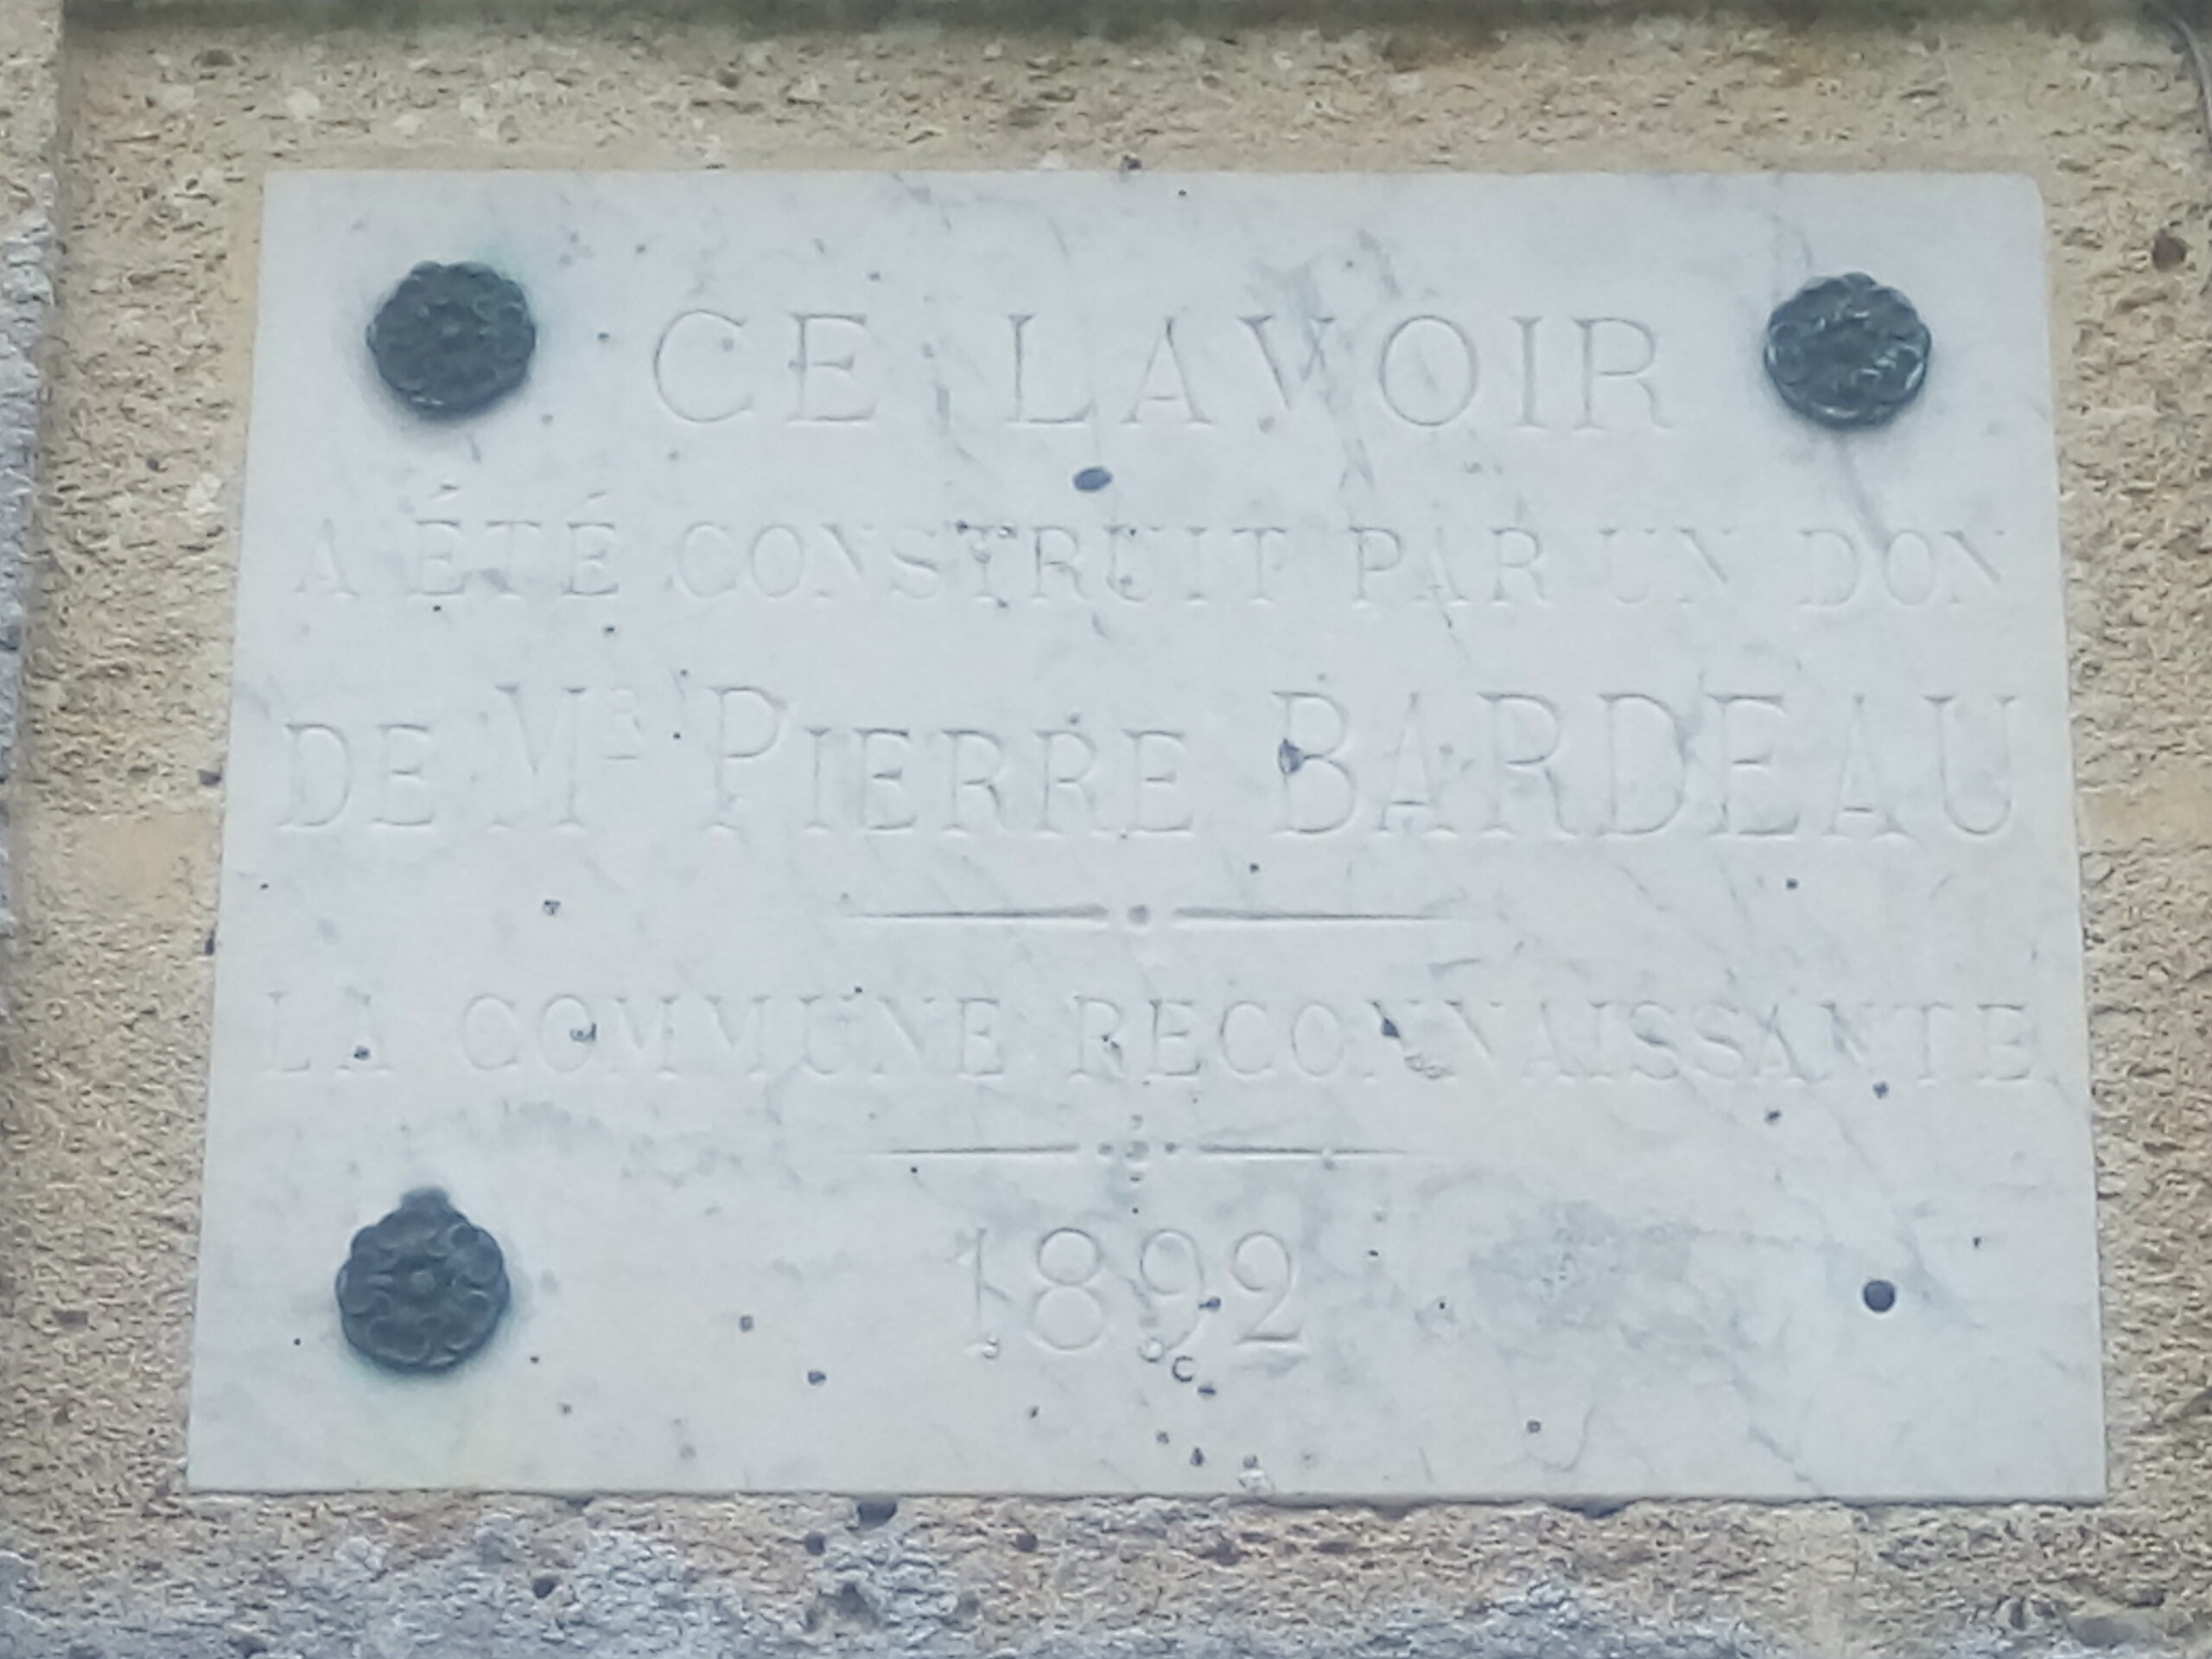 CE LAVOIR
A ÉTÉ CONSTRUIT PAR UN DON
DE MR PIERRE BARDEAU
LA COMMUNE RECONNAISSANTE
1892